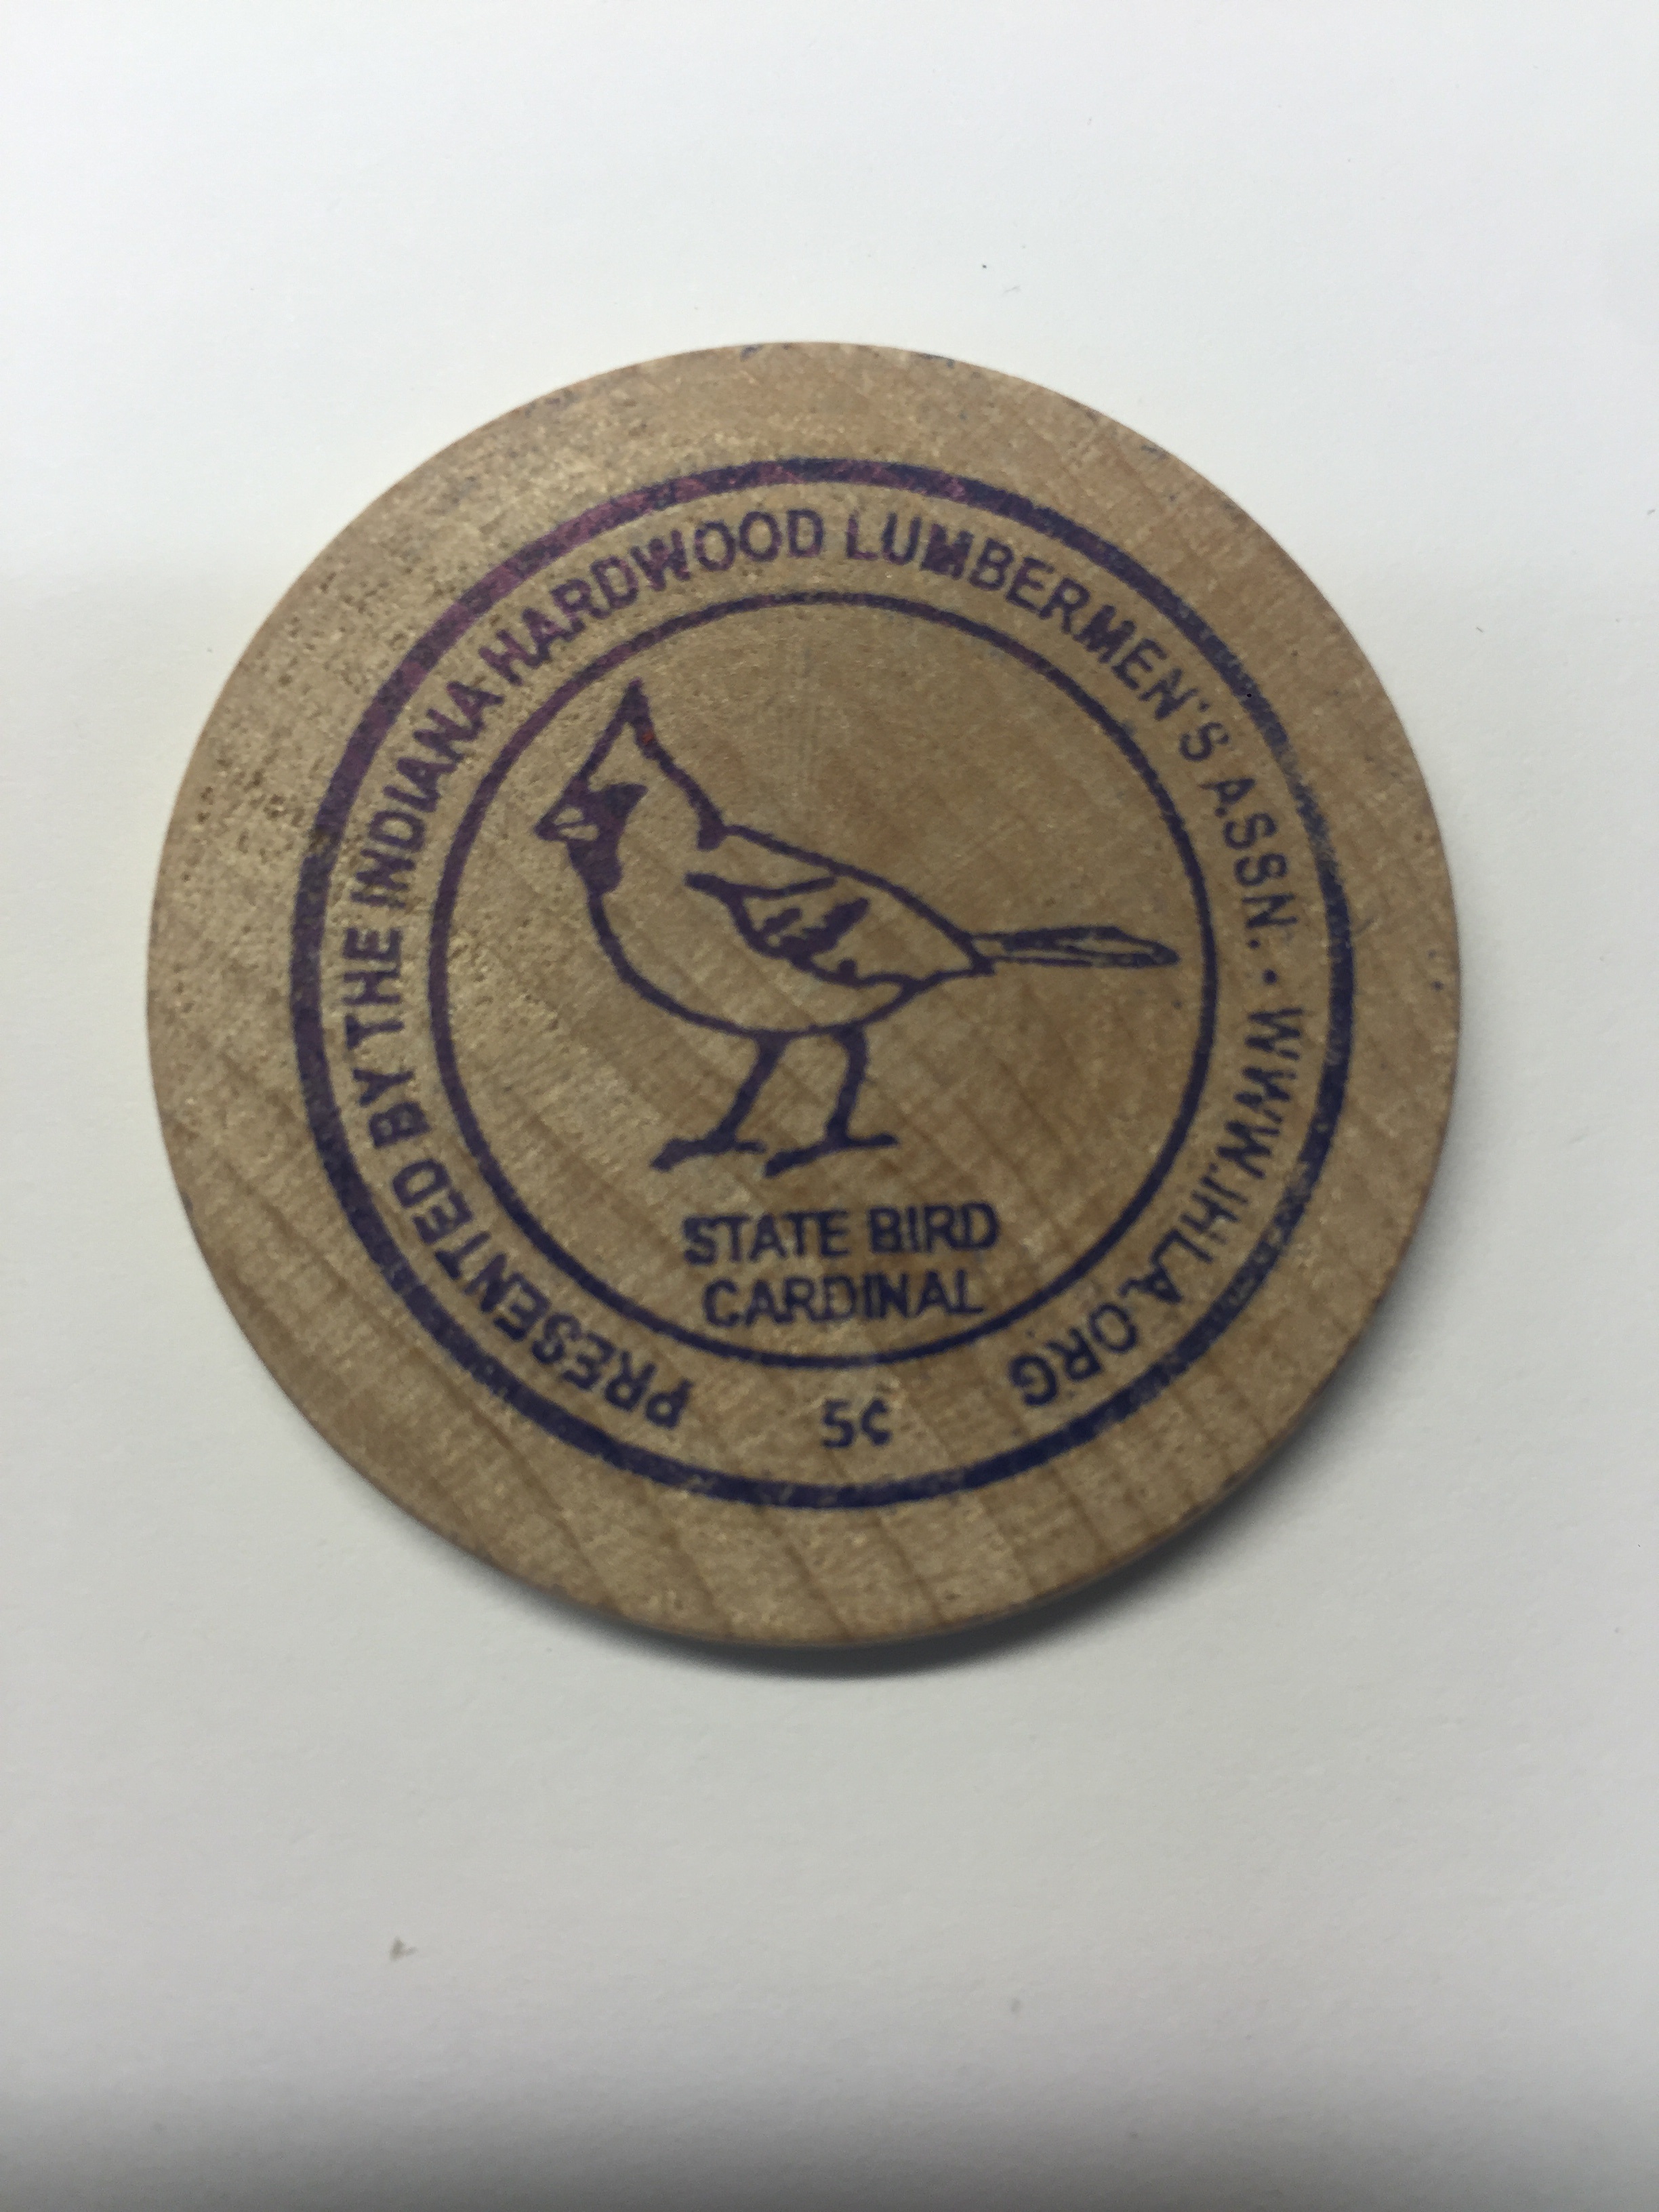 PRESENTED BY THE INDIANA HARDWOOD LUMBERMEN'S ASSN. • WWW.IHLA.ORG
STATE BIRD
CARDINAL
5¢